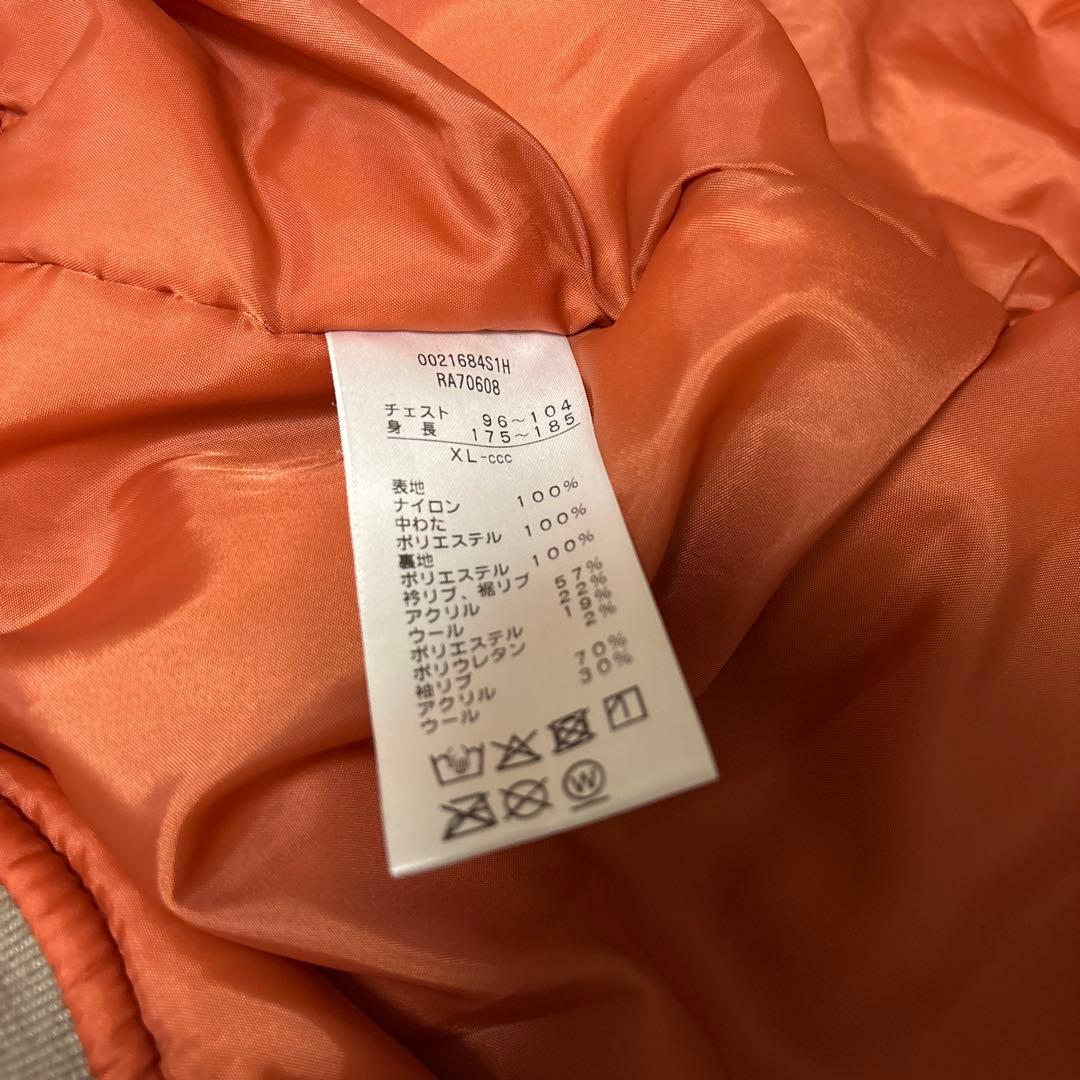 0021684S1H
RA70608
チェスト 96~104
身長 175~185
XL-ccc
表地
ナイロン 100%
中わた
ポリエステル 100%
裏地
ポリエステル 100%
衿リブ、裾リブ
アクリル 57%
ウール 22%
ポリエステル 19%
ポリウレタン 2%
袖リブ
アクリル 70%
ウール 30%
W